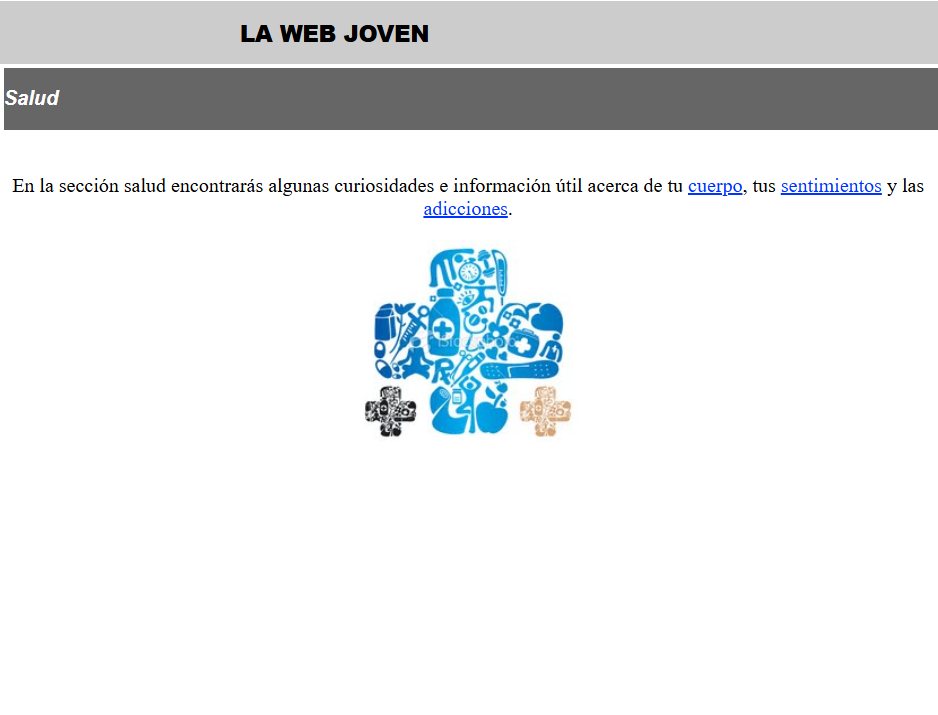 LA WEB JOVEN
Salud
En la sección salud encontrarás algunas curiosidades e información útil acerca de tu cuerpo, tus sentimientos y las
adicciones.